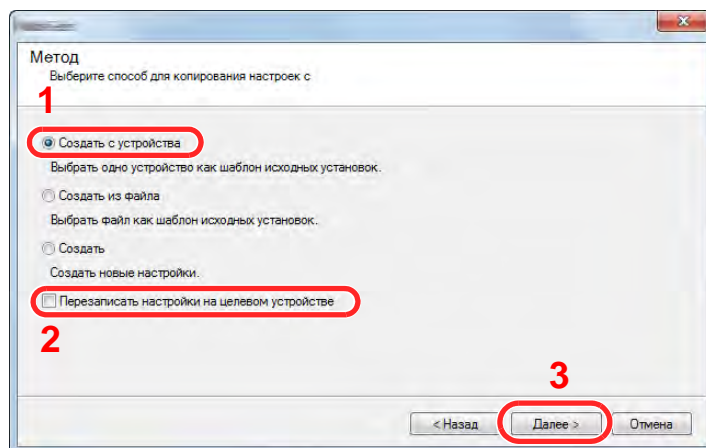 Метод
Выберите способ для копирования настроек с
1
Создать с устройства
Выбрать одно устройство как шаблон исходных установок.
Создать из файла
Выбрать файл как шаблон исходных установок.
Создать
Создать новые настройки.
Перезаписать настройки на целевом устройстве
2
3
< Назад Далее > Отмена